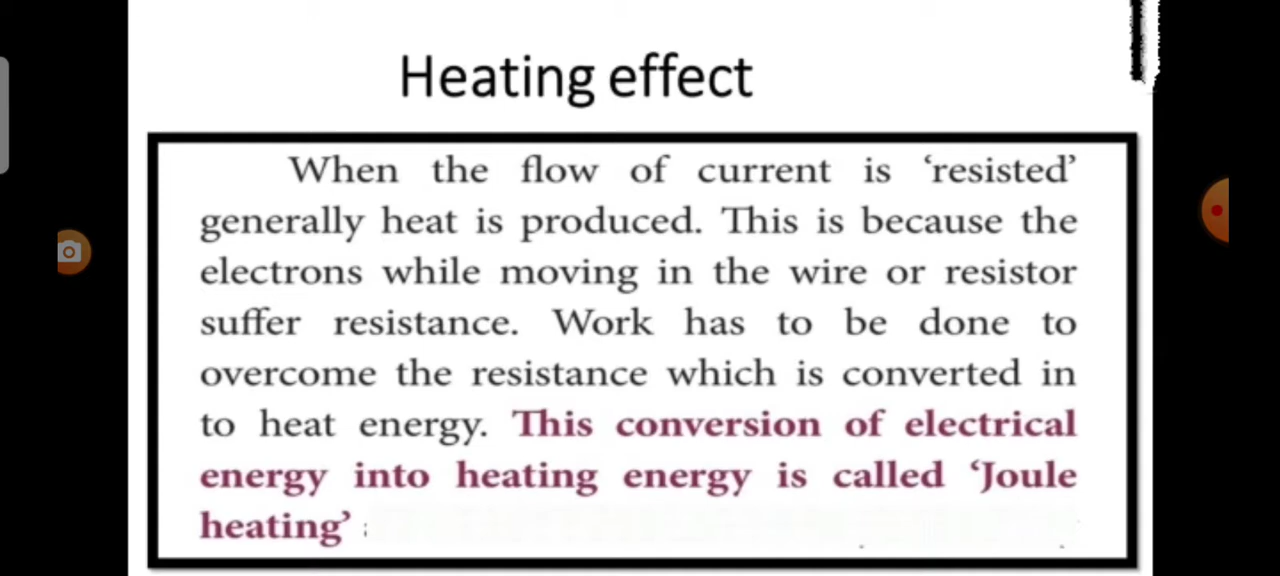 Heating effect
When the flow of current is ‘resisted’
generally heat is produced. This is because the
electrons while moving in the wire or resistor
suffer resistance. Work has to be done to
overcome the resistance which is converted in
to heat energy. This conversion of electrical
energy into heating energy is called ‘Joule
heating’